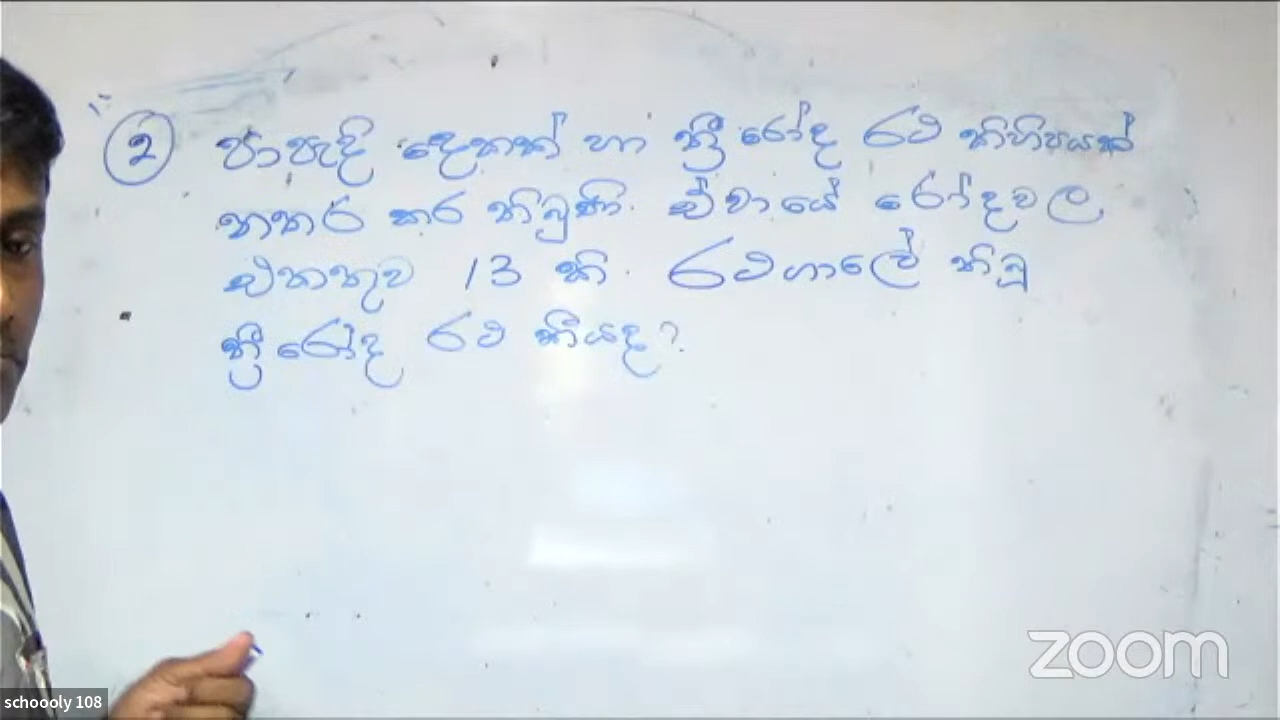 2 පාපැදි දෙකක් හා ත්‍රී රෝද රථ කිහිපයක්
නතර කර තිබුණි. ඒවායේ රෝදවල
එකතුව 13 කි. රථගාලේ තිබූ
ත්‍රී රෝද රථ කීයද?
zoom
schoooly 108